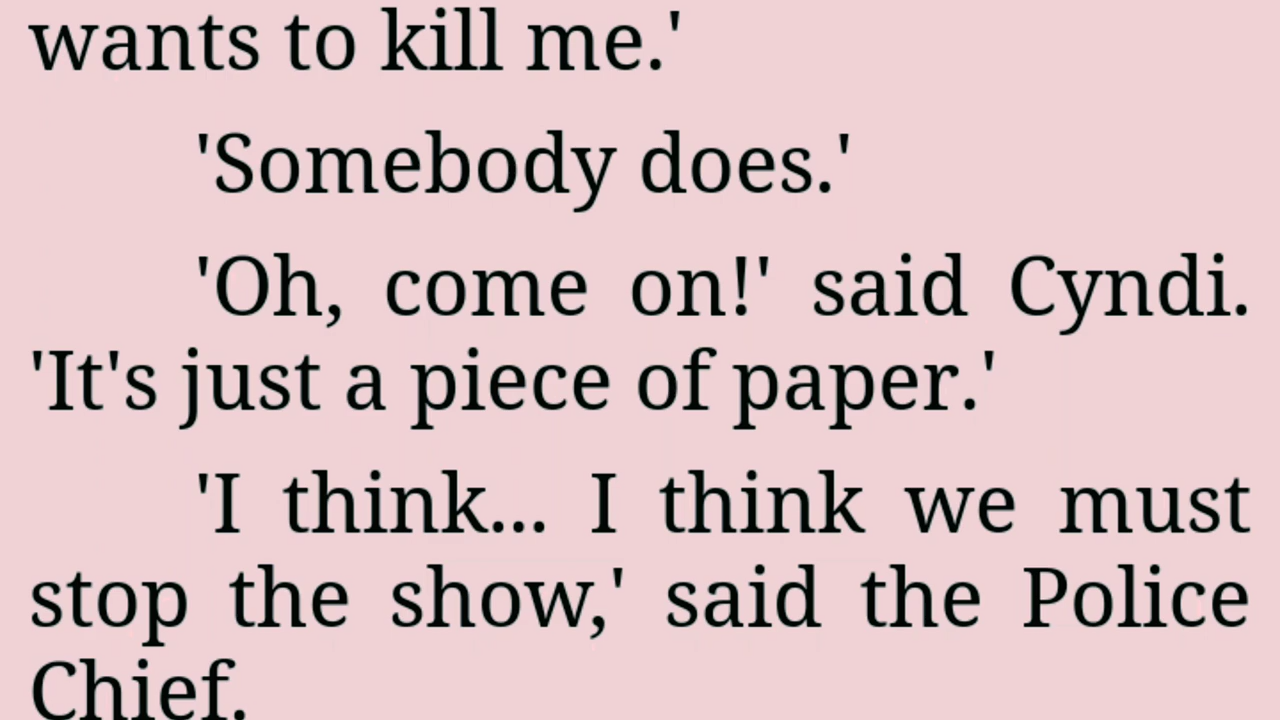 wants to kill me.'
'Somebody does.'
'Oh, come on!' said Cyndi.
'It's just a piece of paper.'
'I think... I think we must
stop the show,' said the Police
Chief.